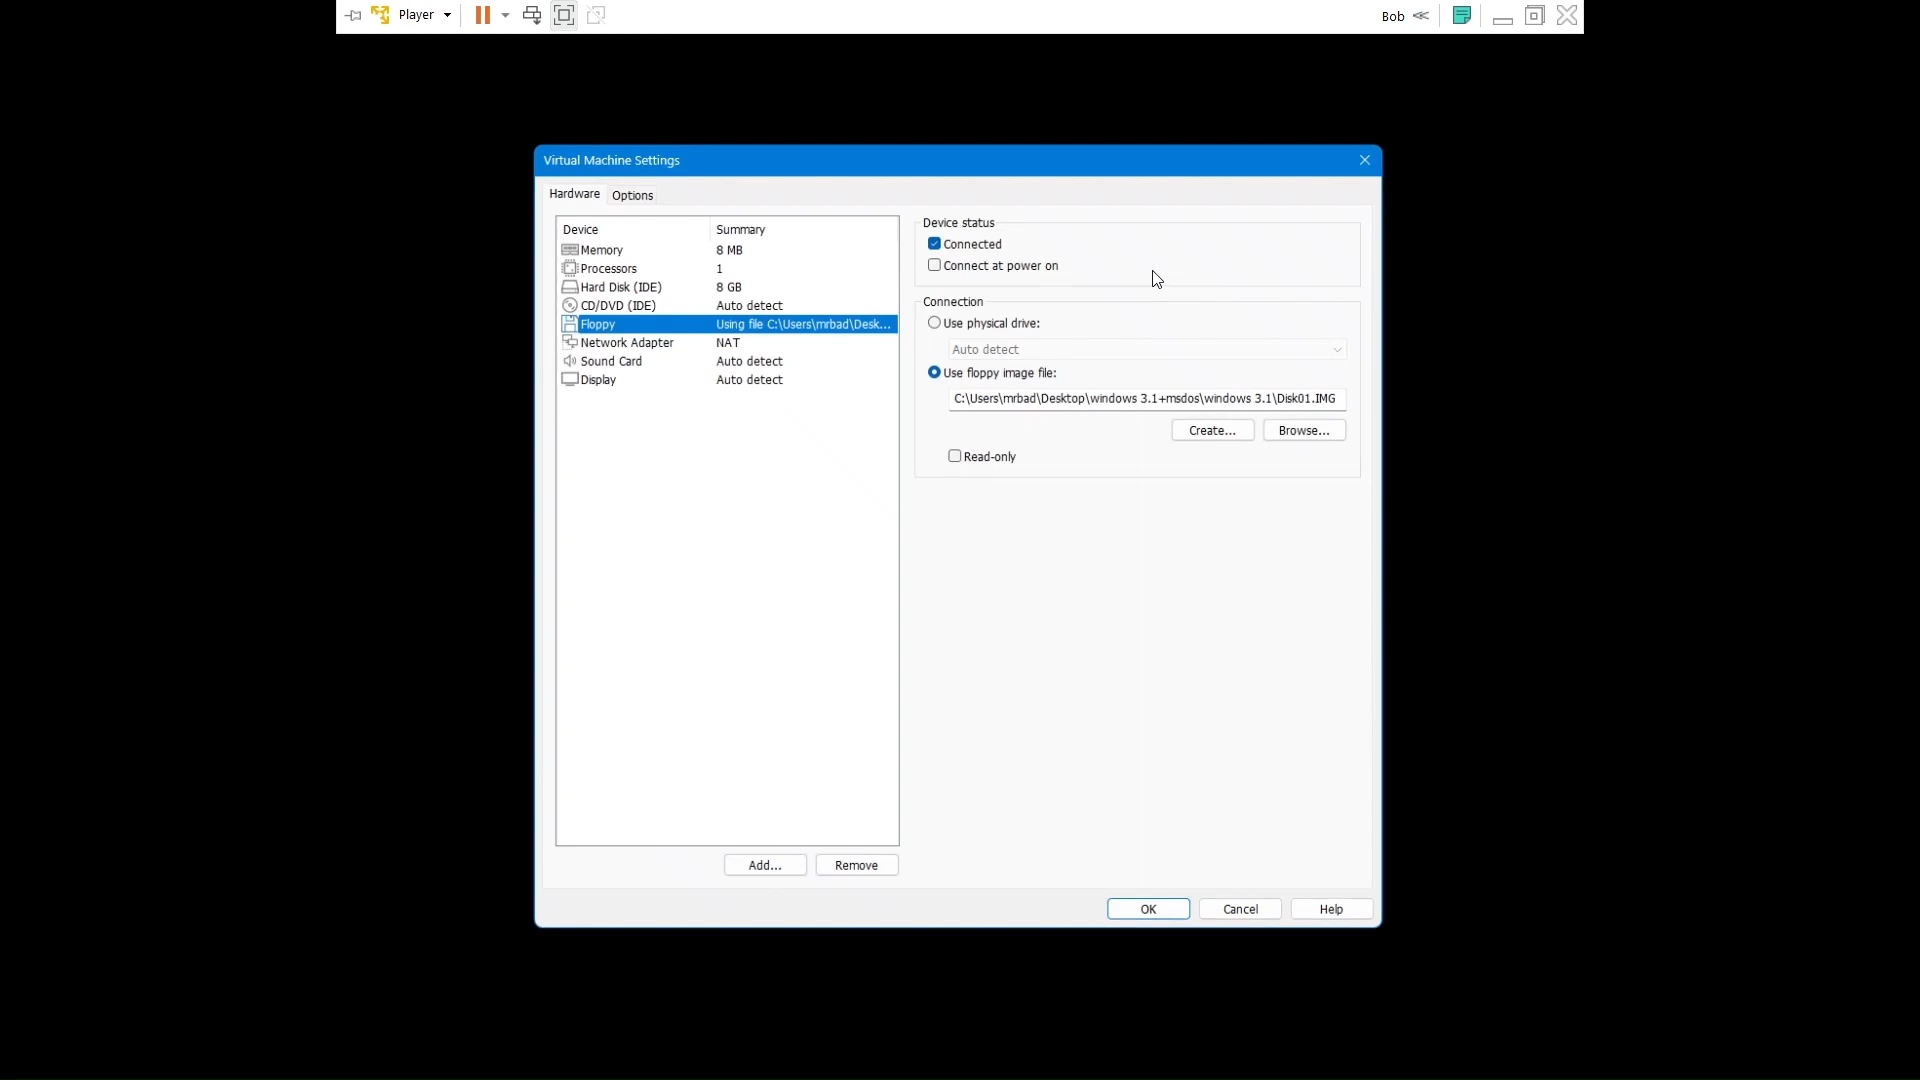 Player
Bob
Virtual Machine Settings
Hardware
Options
Device Summary
Memory 8 MB
Processors 1
Hard Disk (IDE) 8 GB
CD/DVD (IDE) Auto detect
Floppy Using file C:\Users\mrbad\Desk...
Network Adapter NAT
Sound Card Auto detect
Display Auto detect
Add...
Remove
Device status
Connected
Connect at power on
Connection
Use physical drive:
Auto detect
Use floppy image file:
C:\Users\mrbad\Desktop\windows 3.1+msdos\windows 3.1\Disk01.IMG
Create...
Browse...
Read-only
OK
Cancel
Help